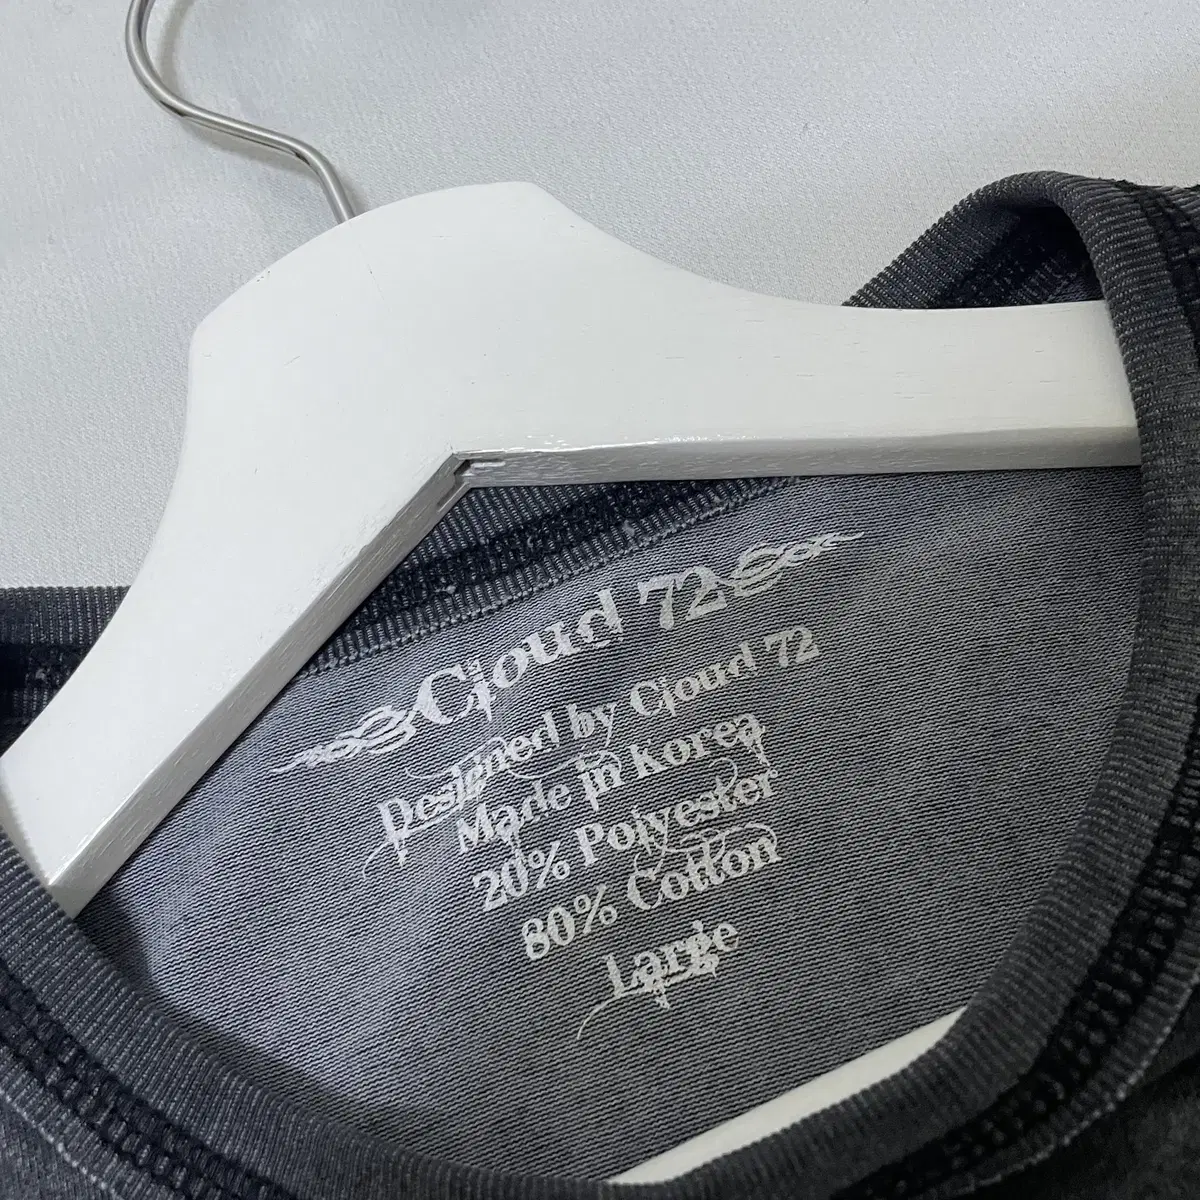 Cloud 72
Designed by Cloud 72
Made in Korea
20% Polyester
80% Cotton
Large